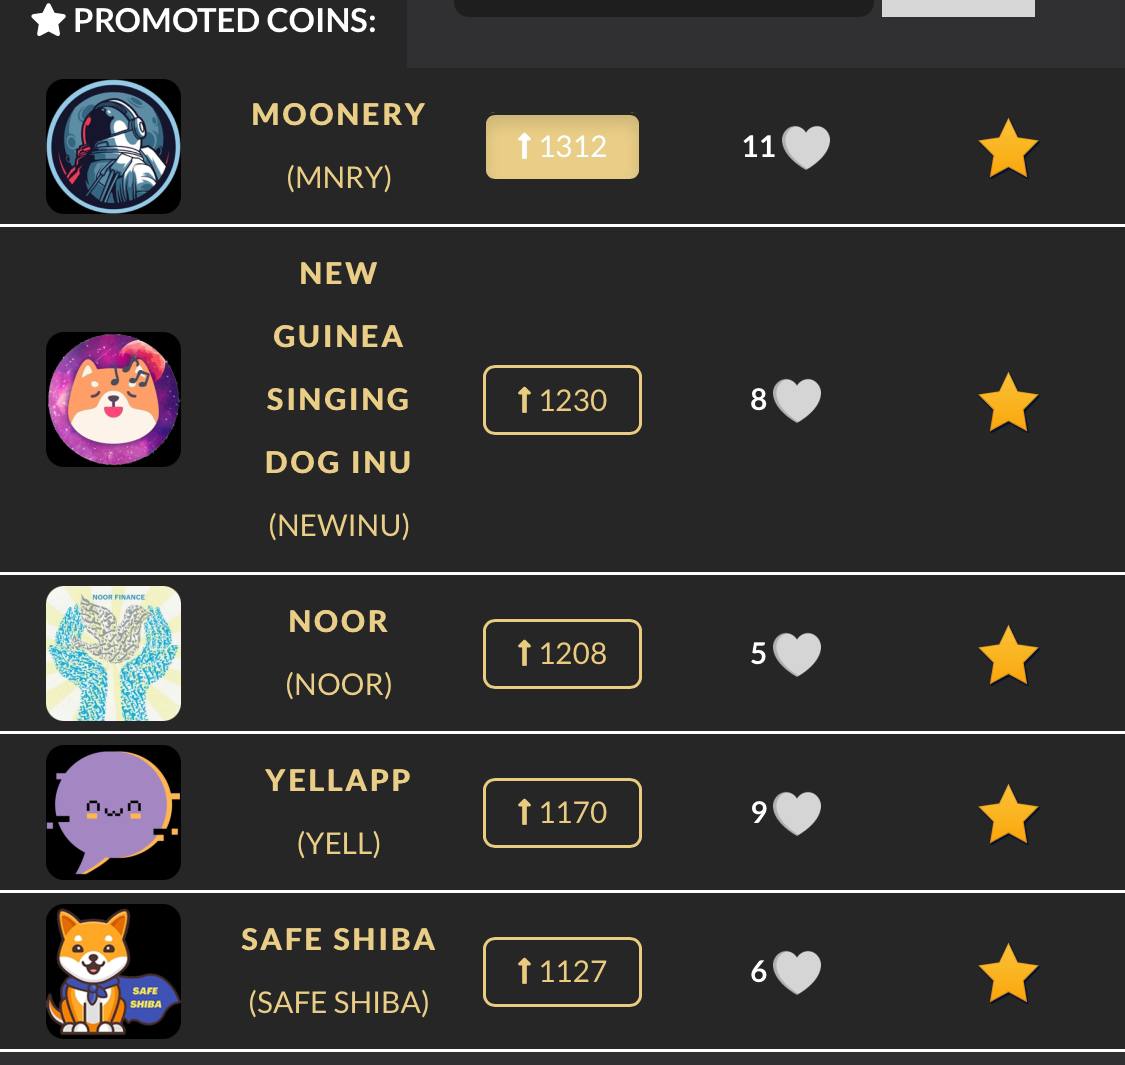 PROMOTED COINS:
MOONERY
(MNRY)
1312
11
NEW
GUINEA
SINGING
DOG INU
(NEWINU)
1230
8
NOOR FINANCE
NOOR
(NOOR)
1208
5
YELLAPP
(YELL)
1170
9
SAFE
SHIBA
SAFE SHIBA
(SAFE SHIBA)
1127
6